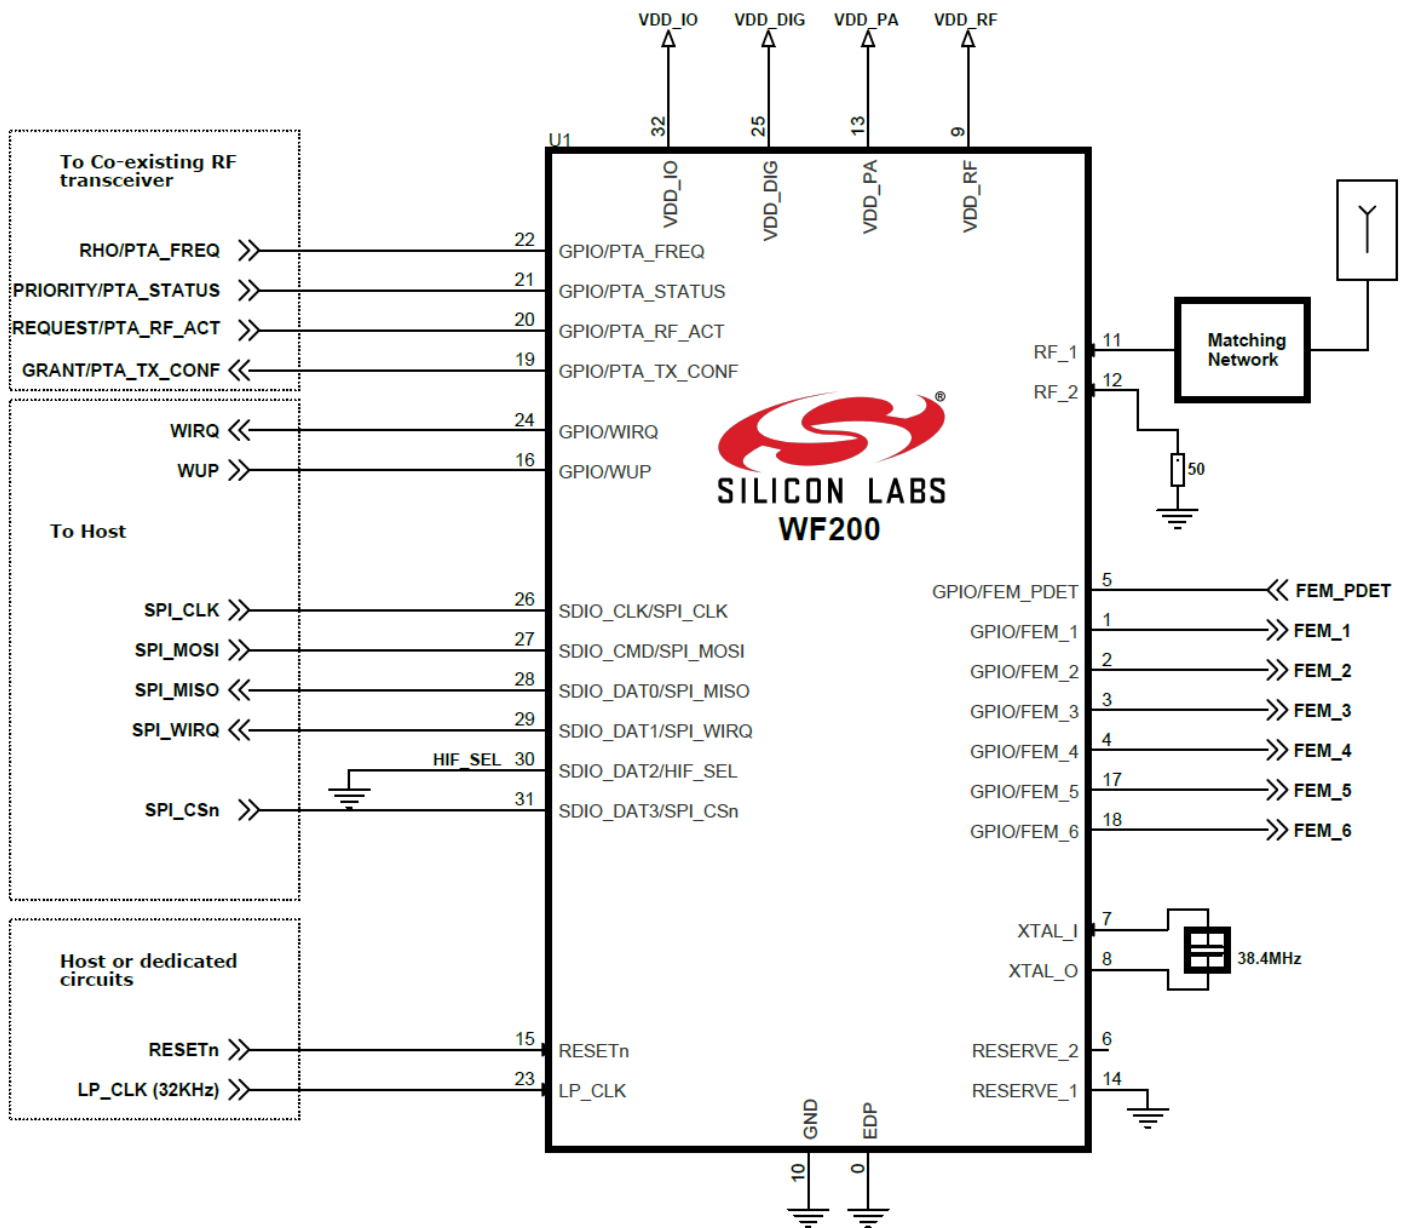 VDD_IO
VDD_DIG
VDD_PA
VDD_RF
32
25
13
9
U1
VDD_IO
VDD_DIG
VDD_PA
VDD_RF
To Co-existing RF
transceiver
RHO/PTA_FREQ
22
GPIO/PTA_FREQ
PRIORITY/PTA_STATUS
21
GPIO/PTA_STATUS
REQUEST/PTA_RF_ACT
20
GPIO/PTA_RF_ACT
GRANT/PTA_TX_CONF
19
GPIO/PTA_TX_CONF
WIRQ
24
GPIO/WIRQ
WUP
16
GPIO/WUP
To Host
SPI_CLK
26
SDIO_CLK/SPI_CLK
SPI_MOSI
27
SDIO_CMD/SPI_MOSI
SPI_MISO
28
SDIO_DAT0/SPI_MISO
SPI_WIRQ
29
SDIO_DAT1/SPI_WIRQ
HIF_SEL
30
SDIO_DAT2/HIF_SEL
SPI_CSn
31
SDIO_DAT3/SPI_CSn
Host or dedicated
circuits
RESETn
15
RESETn
LP_CLK (32KHz)
23
LP_CLK
®
SILICON LABS
WF200
RF_1
11
Matching
Network
RF_2
12
50
GPIO/FEM_PDET
5
FEM_PDET
GPIO/FEM_1
1
FEM_1
GPIO/FEM_2
2
FEM_2
GPIO/FEM_3
3
FEM_3
GPIO/FEM_4
4
FEM_4
GPIO/FEM_5
17
FEM_5
GPIO/FEM_6
18
FEM_6
XTAL_I
7
XTAL_O
8
38.4MHz
RESERVE_2
6
RESERVE_1
14
GND
EDP
10
0